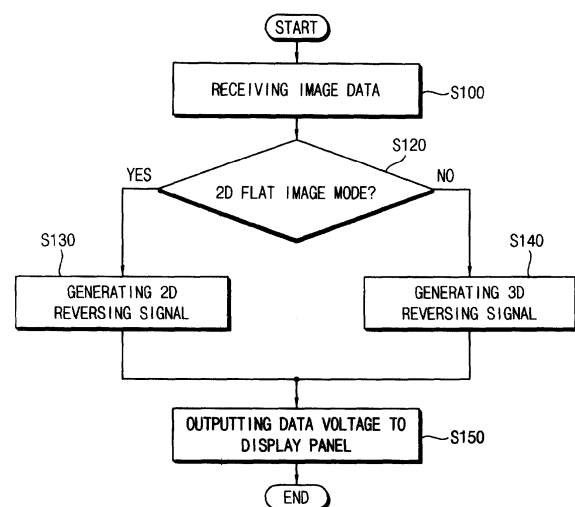 START
RECEIVING IMAGE DATA
S100
S120
YES
NO
2D FLAT IMAGE MODE?
S130
S140
GENERATING 2D
REVERSING SIGNAL
GENERATING 3D
REVERSING SIGNAL
OUTPUTTING DATA VOLTAGE TO
DISPLAY PANEL
S150
END